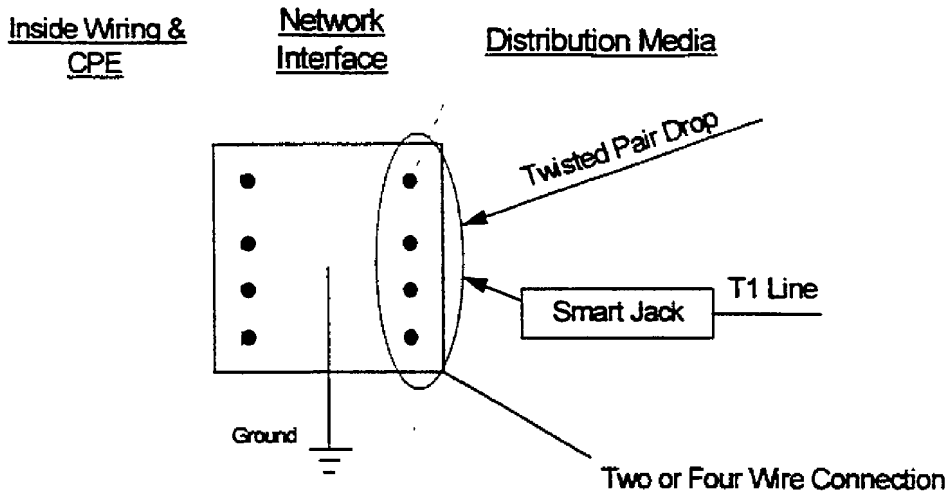 Inside Wiring &
CPE
Network
Interface
Distribution Media
Twisted Pair Drop
Smart Jack
T1 Line
Ground
Two or Four Wire Connection